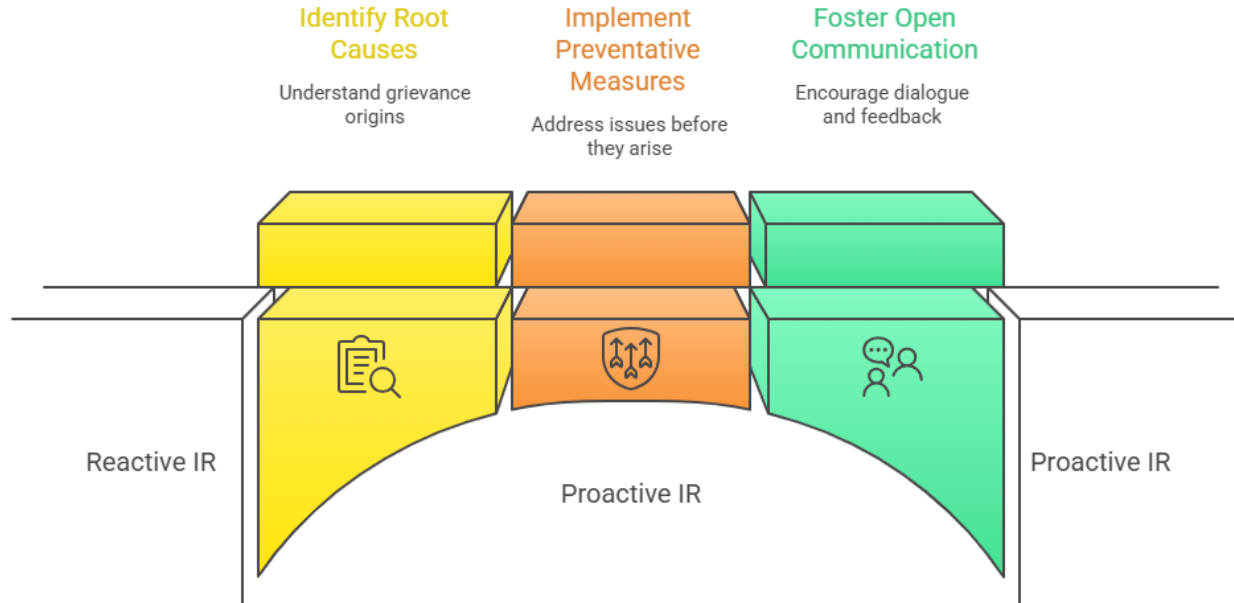 Identify Root
Causes
Understand grievance
origins
Implement
Preventative
Measures
Address issues before
they arise
Foster Open
Communication
Encourage dialogue
and feedback
Reactive IR
Proactive IR
Proactive IR